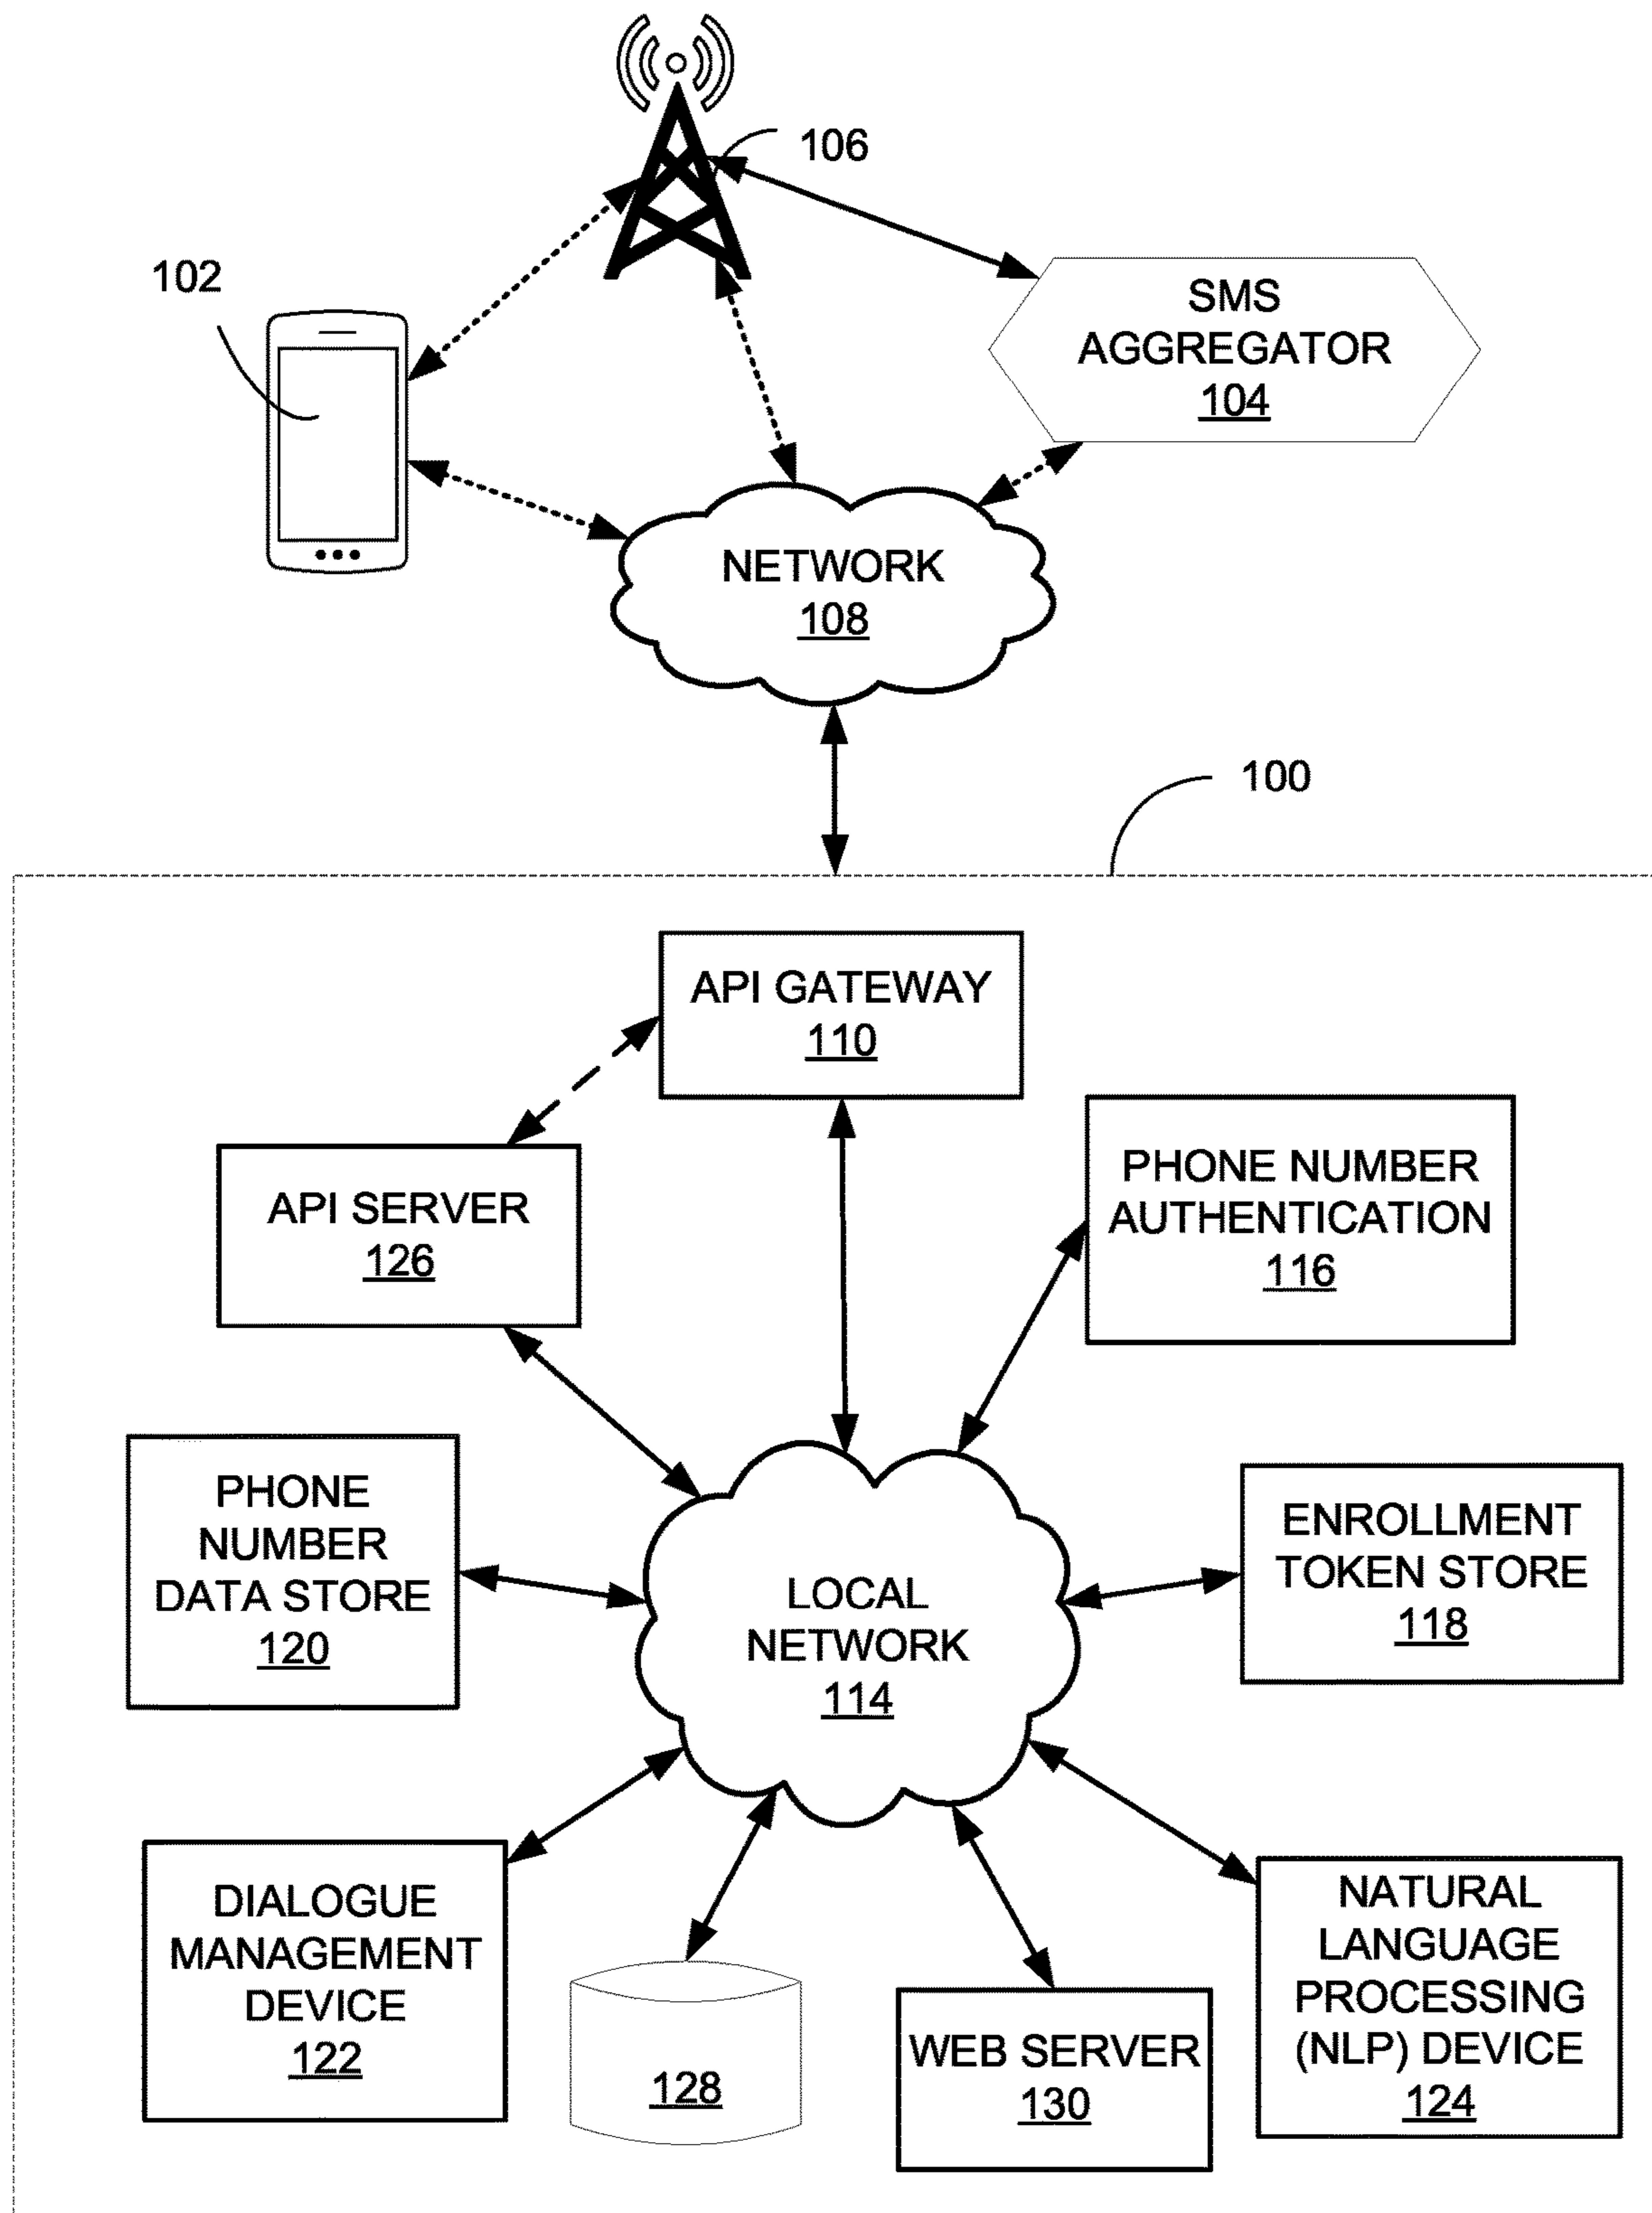 106
102
SMS
AGGREGATOR
104
NETWORK
108
100
API GATEWAY
110
PHONE NUMBER
AUTHENTICATION
116
API SERVER
126
PHONE
NUMBER
DATA STORE
120
ENROLLMENT
TOKEN STORE
118
LOCAL
NETWORK
114
DIALOGUE
MANAGEMENT
DEVICE
122
128
WEB SERVER
130
NATURAL
LANGUAGE
PROCESSING
(NLP) DEVICE
124